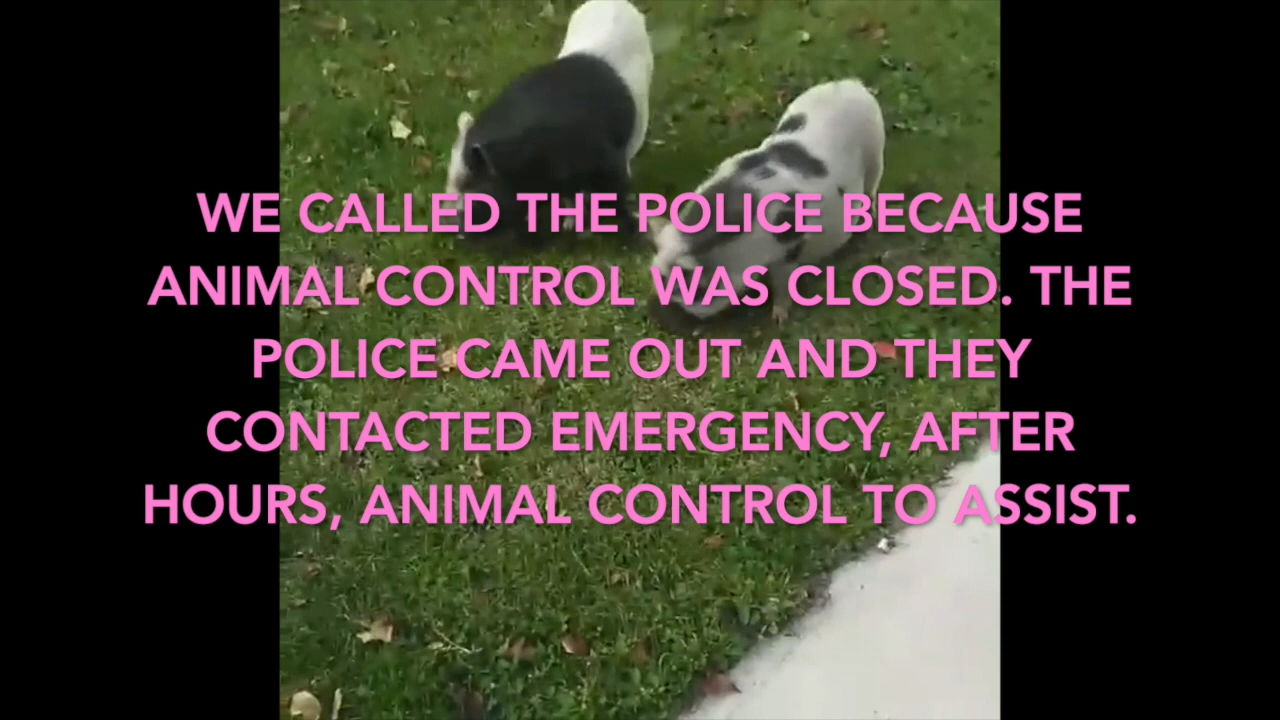 WE CALLED THE POLICE BECAUSE
ANIMAL CONTROL WAS CLOSED. THE
POLICE CAME OUT AND THEY
CONTACTED EMERGENCY, AFTER
HOURS, ANIMAL CONTROL TO ASSIST.